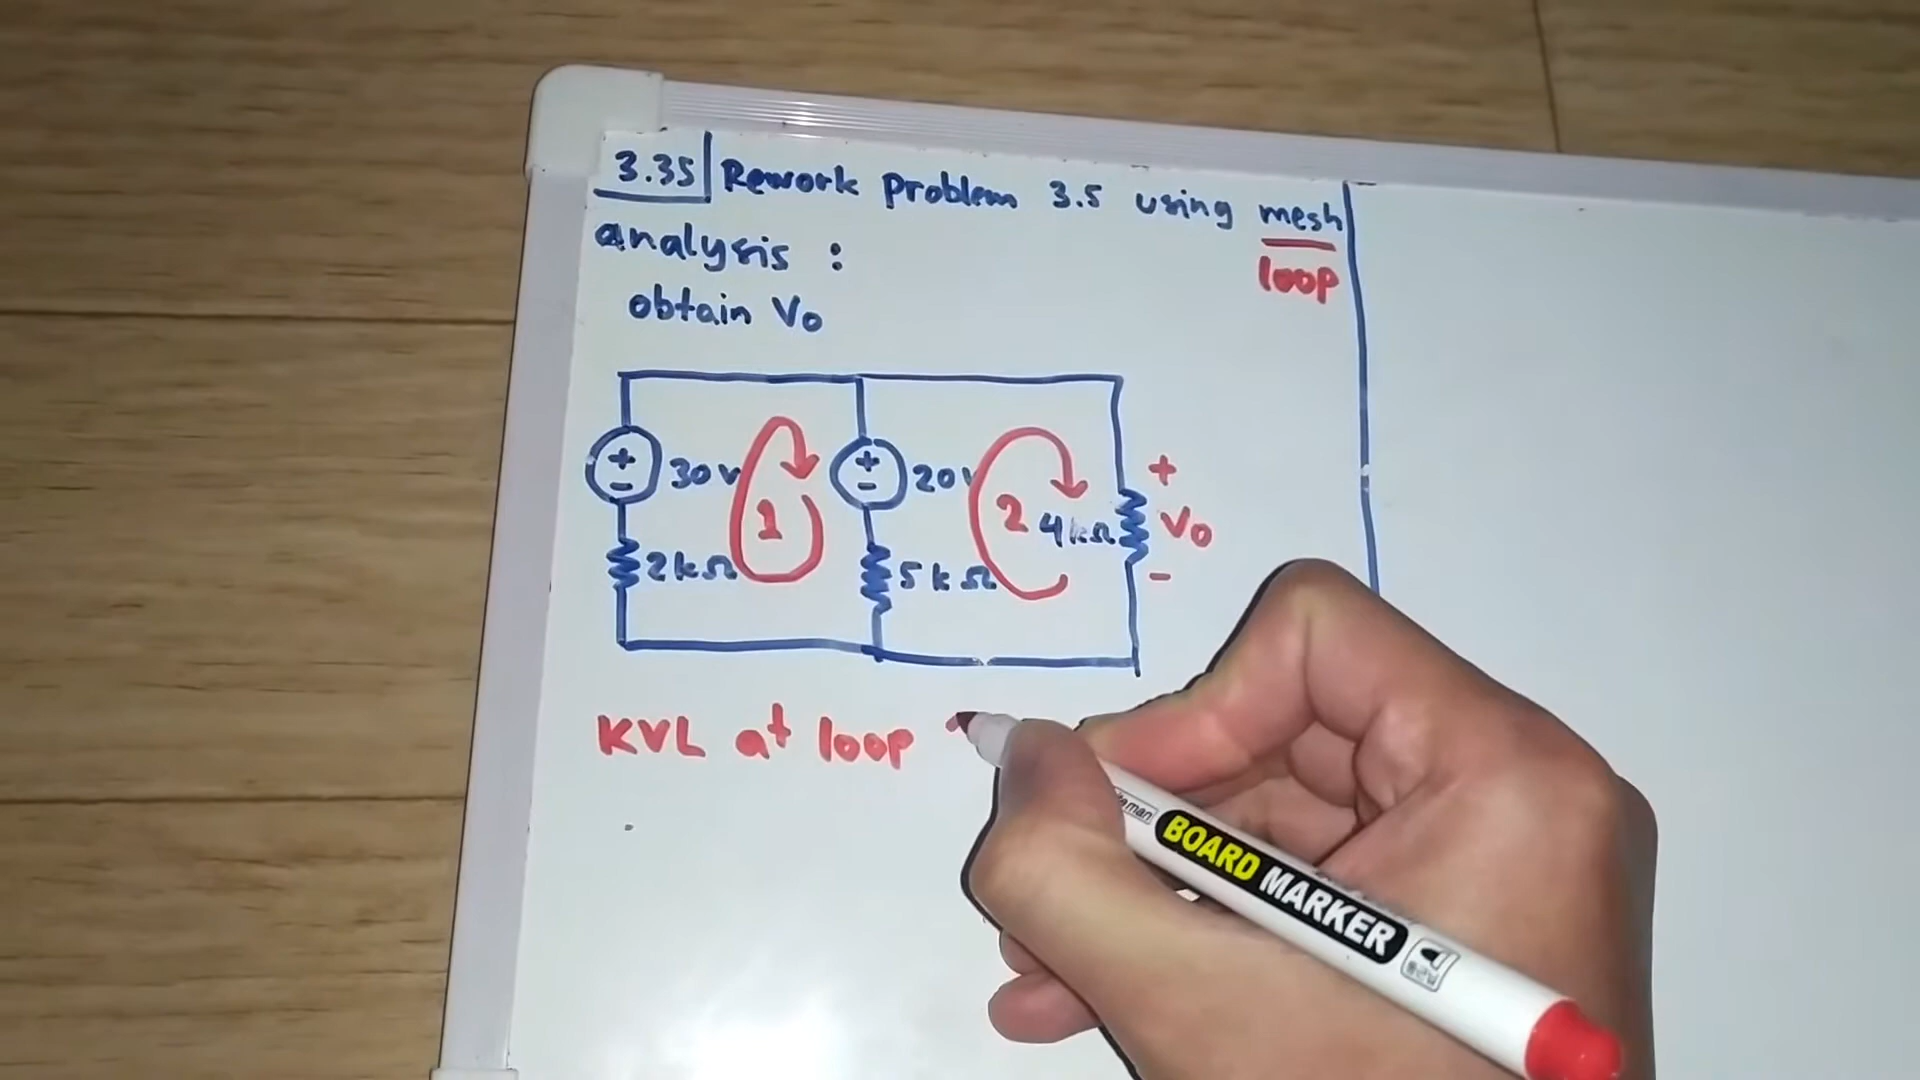 3.35 Rework Problem 3.5 using mesh
loop
analysis :
obtain Vo
+
-
30V
2kΩ
1
+
-
20V
5kΩ
2
4kΩ
+
Vo
-
KVL at loop
BOARD MARKER